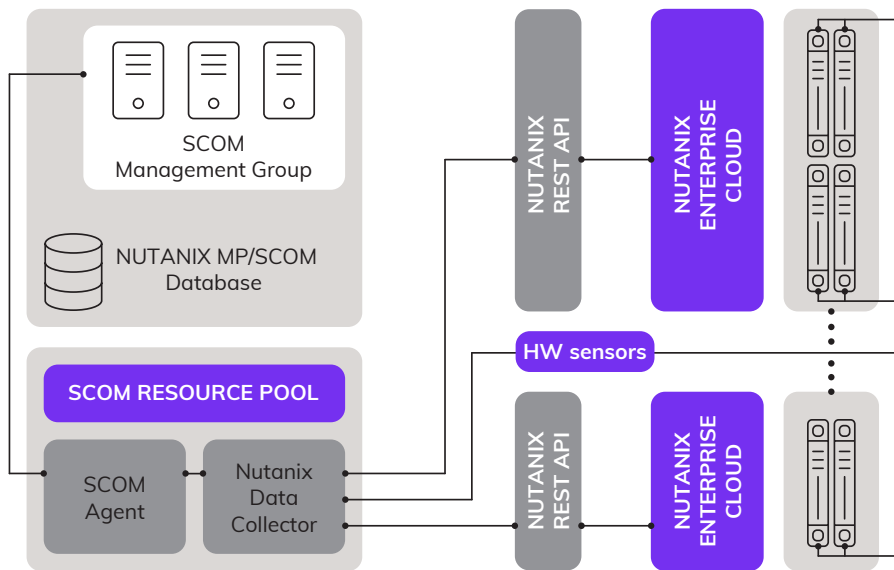 SCOM
Management Group
NUTANIX MP/SCOM
Database
SCOM RESOURCE POOL
SCOM
Agent
Nutanix
Data
Collector
NUTANIX
REST API
NUTANIX
ENTERPRISE
CLOUD
HW sensors
NUTANIX
REST API
NUTANIX
ENTERPRISE
CLOUD